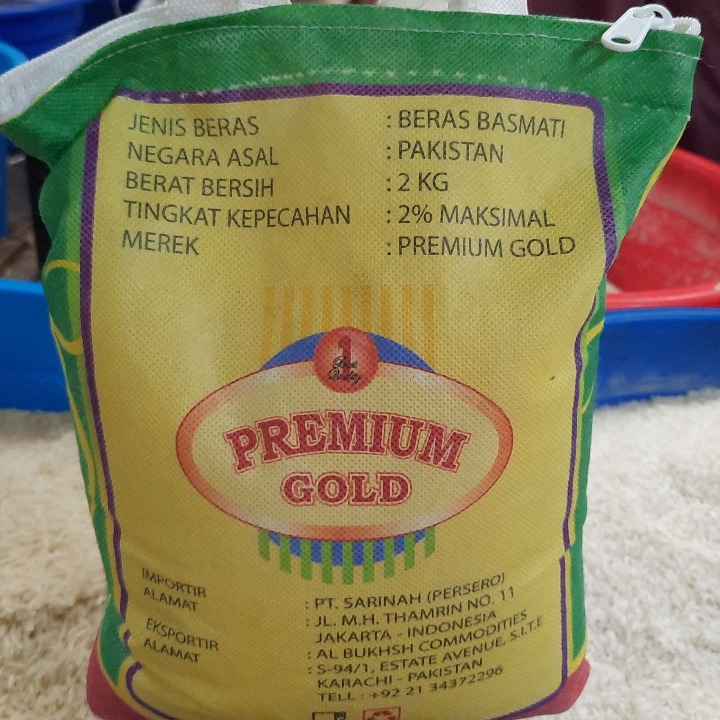 JENIS BERAS : BERAS BASMATI
NEGARA ASAL : PAKISTAN
BERAT BERSIH : 2 KG
TINGKAT KEPECAHAN : 2% MAKSIMAL
MEREK : PREMIUM GOLD
1
Best
Quality
PREMIUM
GOLD
IMPORTIR : PT. SARINAH (PERSERO)
ALAMAT : JL. M.H. THAMRIN NO. 11
JAKARTA - INDONESIA
EKSPORTIR : AL BUKHSH COMMODITIES
ALAMAT : S-94/1, ESTATE AVENUE, S.I.T.E
KARACHI - PAKISTAN
TELL : +92 21 34372296